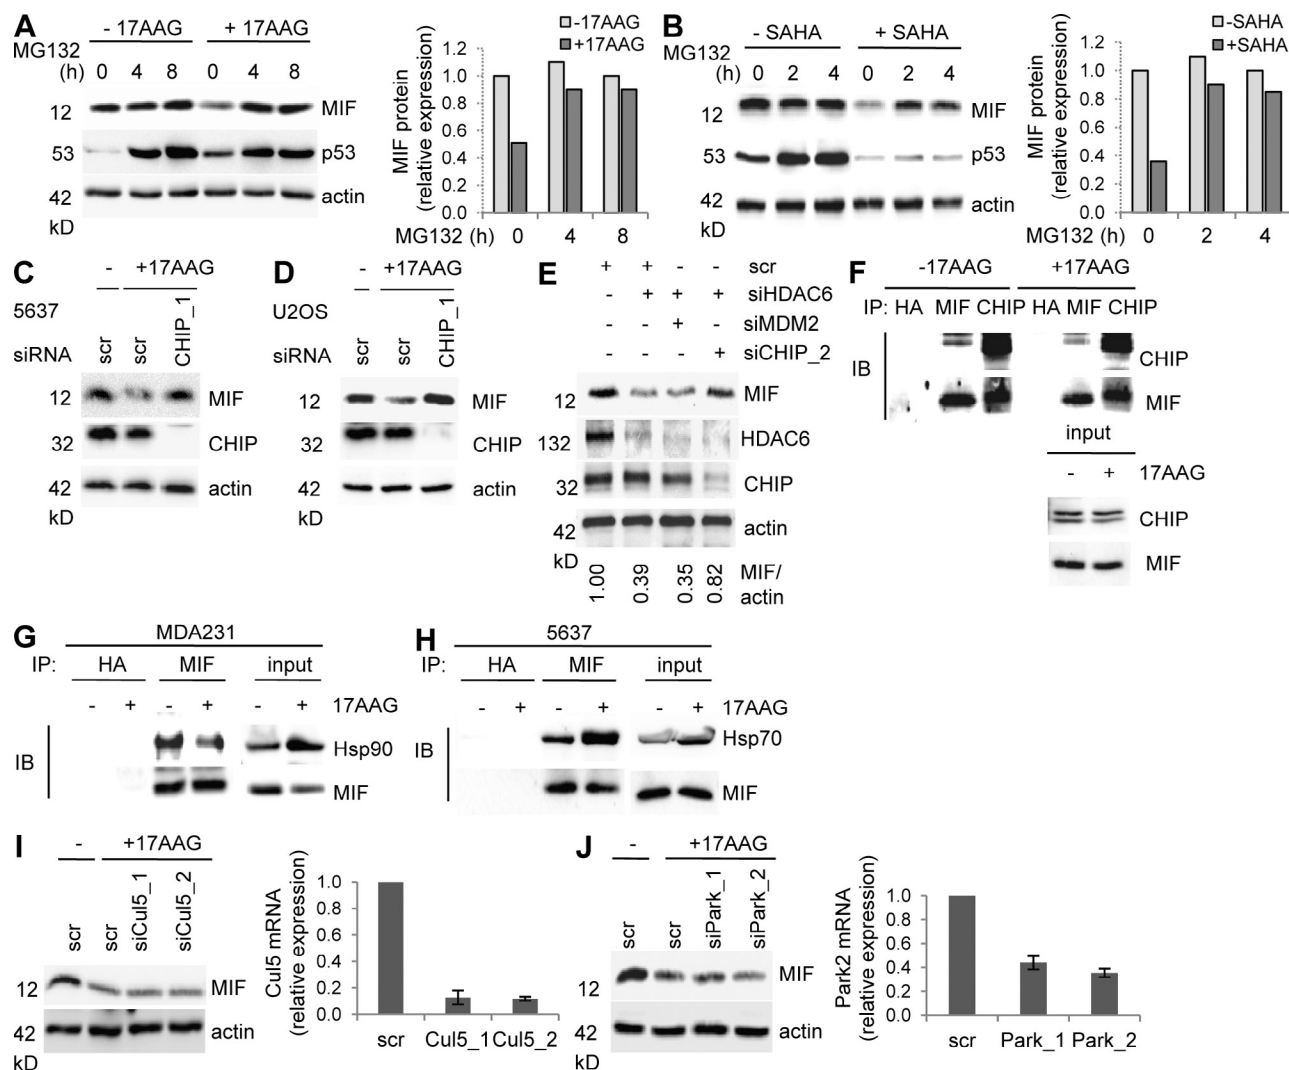 A
- 17AAG + 17AAG
MG132
(h) 0 4 8 0 4 8
12 MIF
53 p53
42 actin
kD
-17AAG
+17AAG
MIF protein
(relative expression)
1.2
1.0
0.8
0.6
0.4
0.2
0.0
MG132 (h) 0 4 8
B
- SAHA + SAHA
MG132
(h) 0 2 4 0 2 4
12 MIF
53 p53
42 actin
kD
-SAHA
+SAHA
MIF protein
(relative expression)
1.2
1.0
0.8
0.6
0.4
0.2
0.0
MG132 (h) 0 2 4
C
- +17AAG
5637
siRNA scr scr CHIP_1
12 MIF
32 CHIP
42 actin
kD
D
- +17AAG
U2OS
siRNA scr scr CHIP_1
12 MIF
32 CHIP
42 actin
kD
E
+ + - - scr
- + + + siHDAC6
- - + - siMDM2
- - - + siCHIP_2
12 MIF
132 HDAC6
32 CHIP
42 actin
kD
1.00 0.39 0.35 0.82 MIF/
actin
F
-17AAG +17AAG
IP: HA MIF CHIP HA MIF CHIP
IB
CHIP
MIF
input
- + 17AAG
CHIP
MIF
G
MDA231
IP: HA MIF input
- + - + - + 17AAG
IB
Hsp90
MIF
H
5637
IP: HA MIF input
- + - + - + 17AAG
IB
Hsp70
MIF
I
- +17AAG
scr scr siCul5_1 siCul5_2
12 MIF
42 actin
kD
Cul5 mRNA
(relative expression)
1.0
0.8
0.6
0.4
0.2
0
scr Cul5_1 Cul5_2
J
- +17AAG
scr scr siPark_1 siPark_2
12 MIF
42 actin
kD
Park2 mRNA
(relative expression)
1.0
0.8
0.6
0.4
0.2
0.0
scr Park_1 Park_2